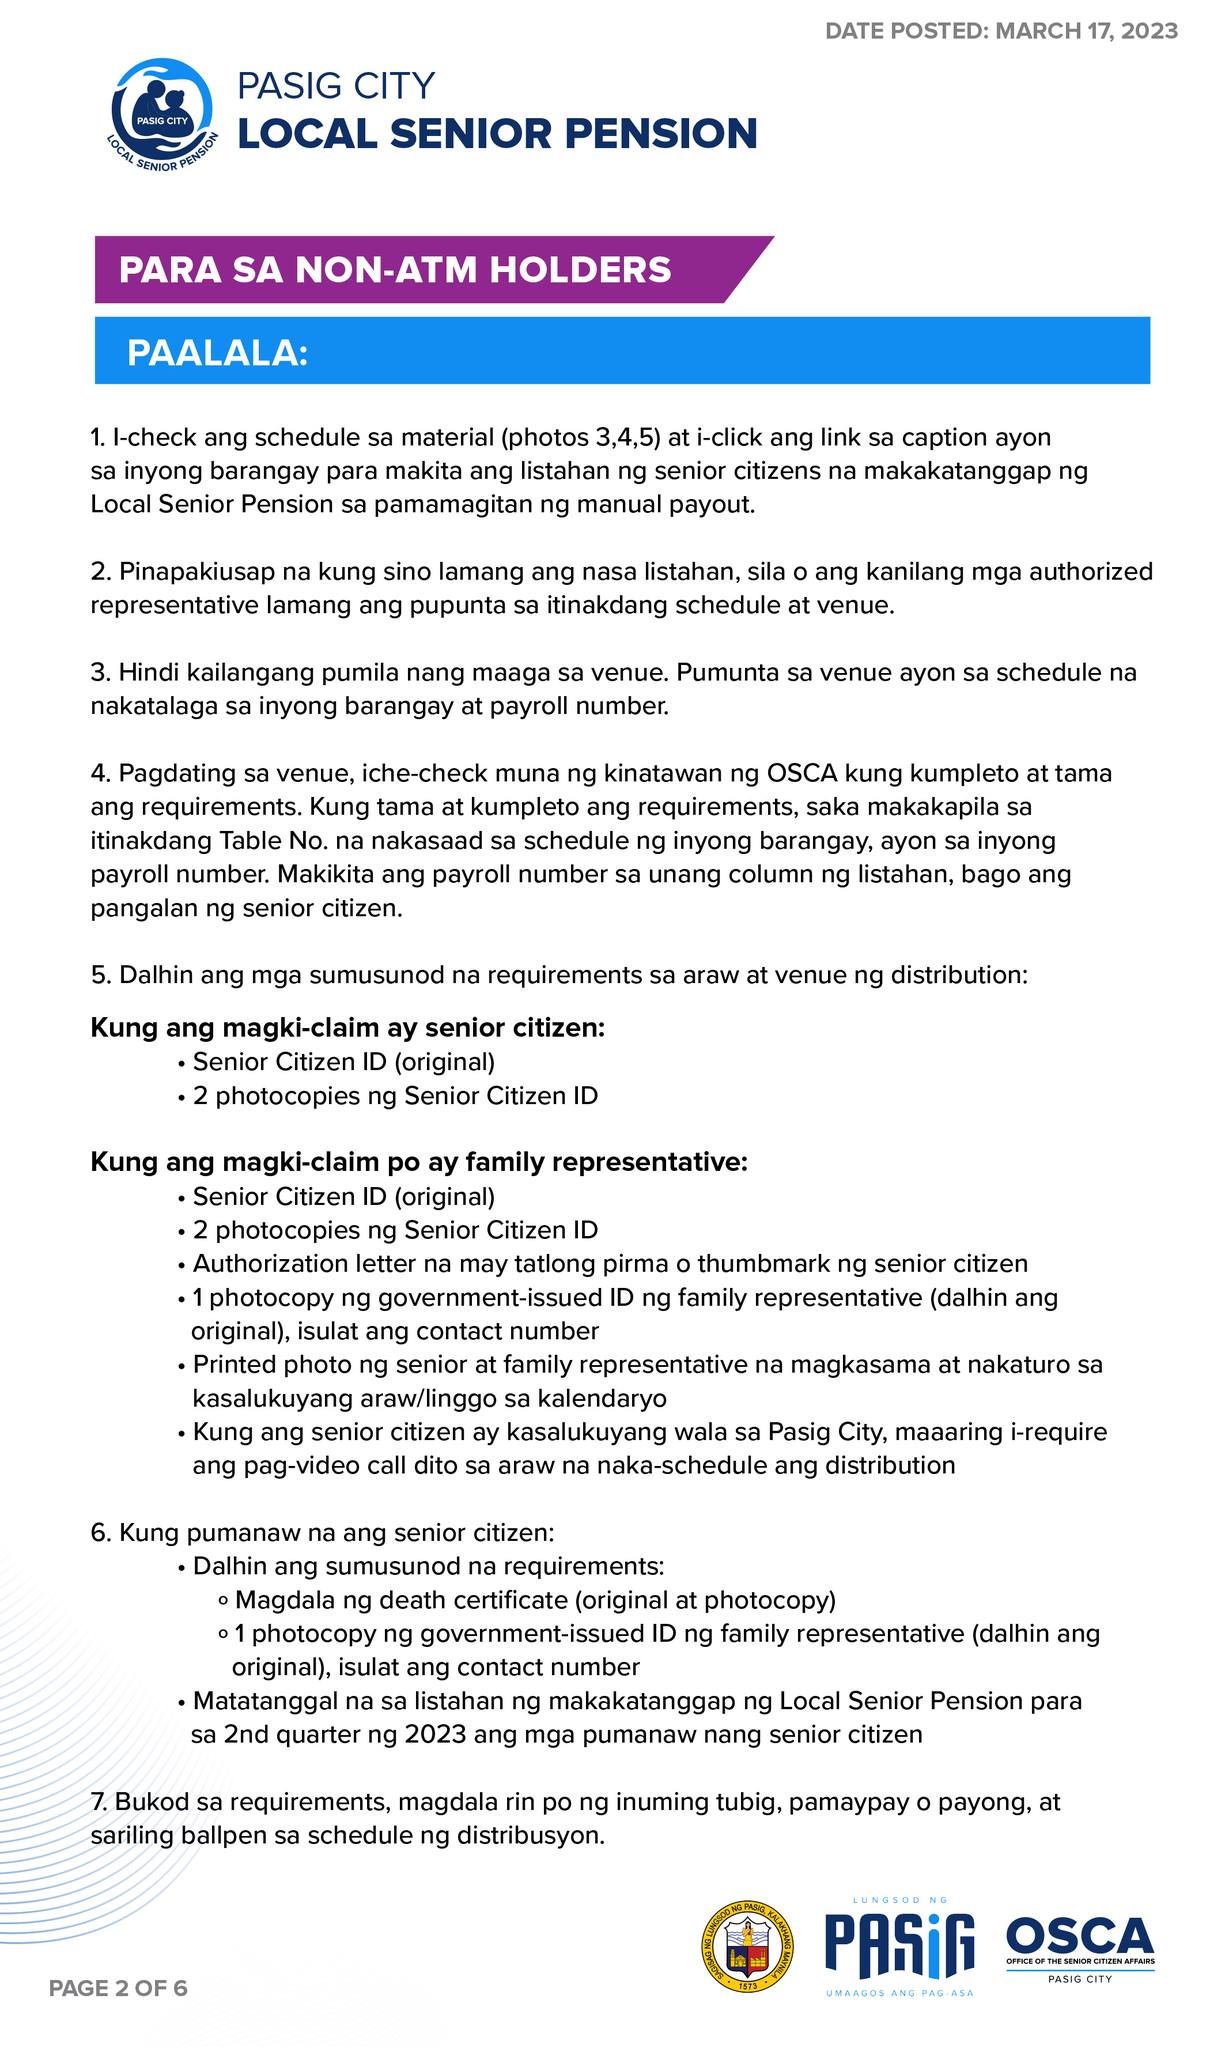 DATE POSTED: MARCH 17, 2023
PASIG CITY
LOCAL SENIOR PENSION
PASIG CITY
LOCAL SENIOR PENSION
PARA SA NON-ATM HOLDERS
PAALALA:
1. I-check ang schedule sa material (photos 3,4,5) at i-click ang link sa caption ayon
sa inyong barangay para makita ang listahan ng senior citizens na makakatanggap ng
Local Senior Pension sa pamamagitan ng manual payout.
2. Pinapakiusap na kung sino lamang ang nasa listahan, sila o ang kanilang mga authorized
representative lamang ang pupunta sa itinakdang schedule at venue.
3. Hindi kailangang pumila nang maaga sa venue. Pumunta sa venue ayon sa schedule na
nakatalaga sa inyong barangay at payroll number.
4. Pagdating sa venue, iche-check muna ng kinatawan ng OSCA kung kumpleto at tama
ang requirements. Kung tama at kumpleto ang requirements, saka makakapila sa
itinakdang Table No. na nakasaad sa schedule ng inyong barangay, ayon sa inyong
payroll number. Makikita ang payroll number sa unang column ng listahan, bago ang
pangalan ng senior citizen.
5. Dalhin ang mga sumusunod na requirements sa araw at venue ng distribution:
Kung ang magki-claim ay senior citizen:
• Senior Citizen ID (original)
• 2 photocopies ng Senior Citizen ID
Kung ang magki-claim po ay family representative:
• Senior Citizen ID (original)
• 2 photocopies ng Senior Citizen ID
• Authorization letter na may tatlong pirma o thumbmark ng senior citizen
• 1 photocopy ng government-issued ID ng family representative (dalhin ang
original), isulat ang contact number
• Printed photo ng senior at family representative na magkasama at nakaturo sa
kasalukuyang araw/linggo sa kalendaryo
• Kung ang senior citizen ay kasalukuyang wala sa Pasig City, maaaring i-require
ang pag-video call dito sa araw na naka-schedule ang distribution
6. Kung pumanaw na ang senior citizen:
• Dalhin ang sumusunod na requirements:
o Magdala ng death certificate (original at photocopy)
o 1 photocopy ng government-issued ID ng family representative (dalhin ang
original), isulat ang contact number
• Matatanggal na sa listahan ng makakatanggap ng Local Senior Pension para
sa 2nd quarter ng 2023 ang mga pumanaw nang senior citizen
7. Bukod sa requirements, magdala rin po ng inuming tubig, pamaypay o payong, at
sariling ballpen sa schedule ng distribusyon.
SAGISAG NG LUNGSOD NG PASIG, KALAKHANG MAYNILA
1573
LUNGSOD NG
PASiG
UMAAGOS ANG PAG-ASA
OSCA
OFFICE OF THE SENIOR CITIZEN AFFAIRS
PASIG CITY
PAGE 2 OF 6